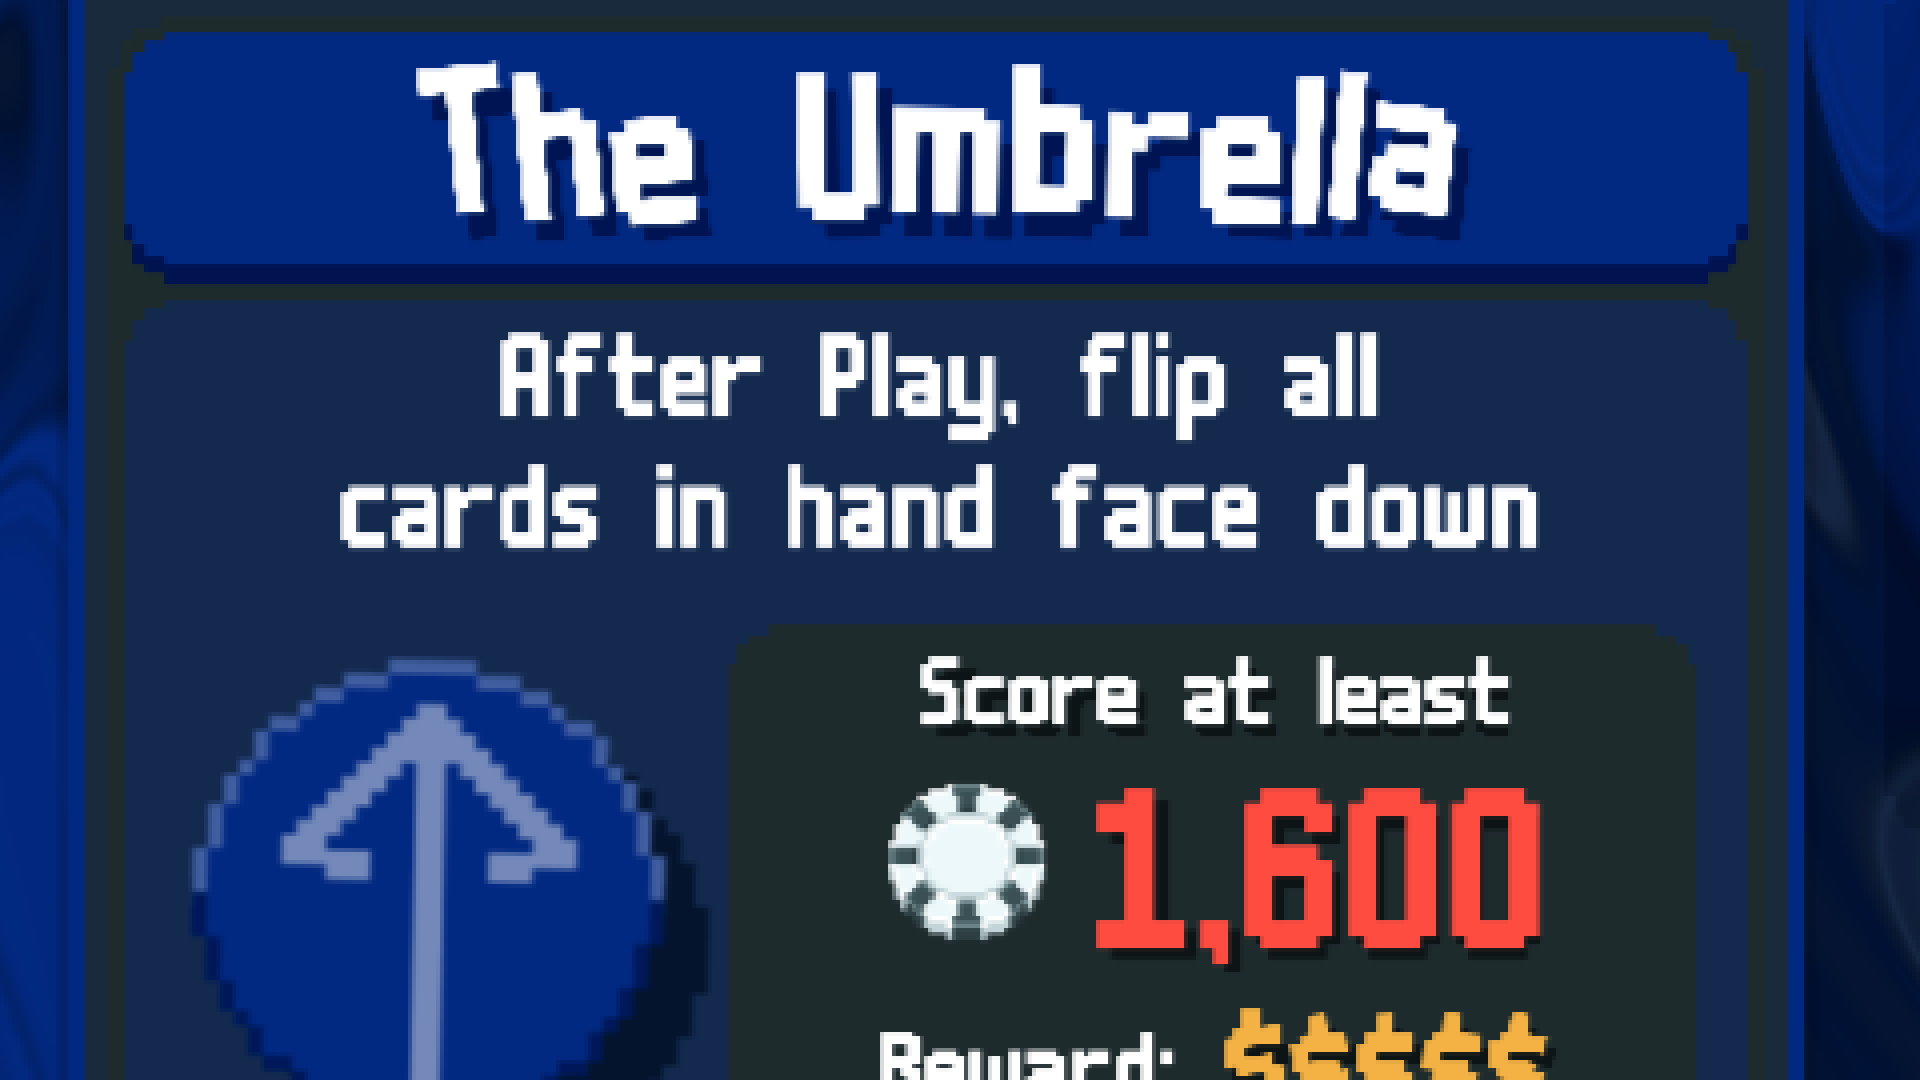 The Umbrella
After Play, flip all
cards in hand face down
Score at least
1,600
Reward: $$$$$